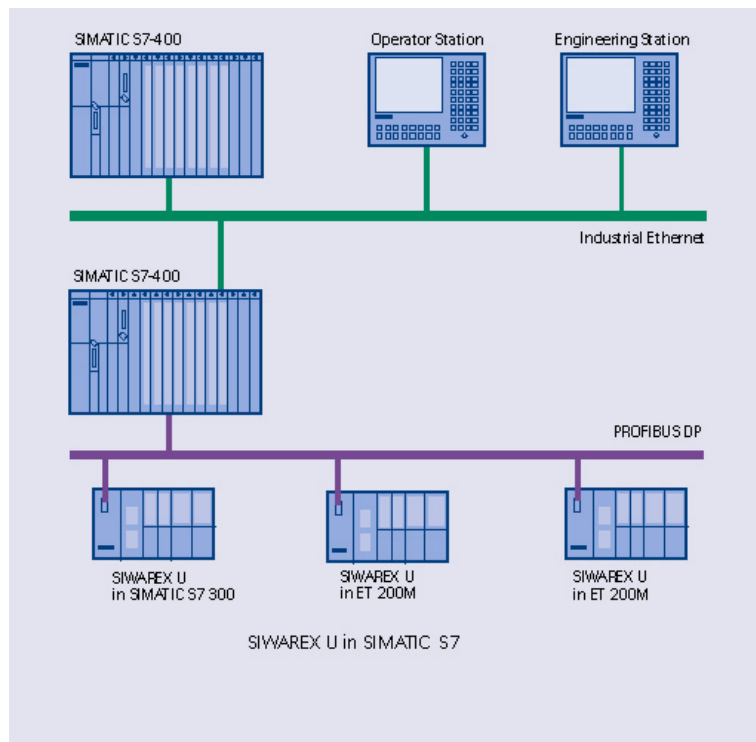 SIMATIC S7-400
Operator Station
Engineering Station
Industrial Ethernet
SIMATIC S7-400
PROFIBUS DP
SIWAREX U
in SIMATIC S7 300
SIWAREX U
in ET 200M
SIWAREX U
in ET 200M
SIWAREX U in SIMATIC S7